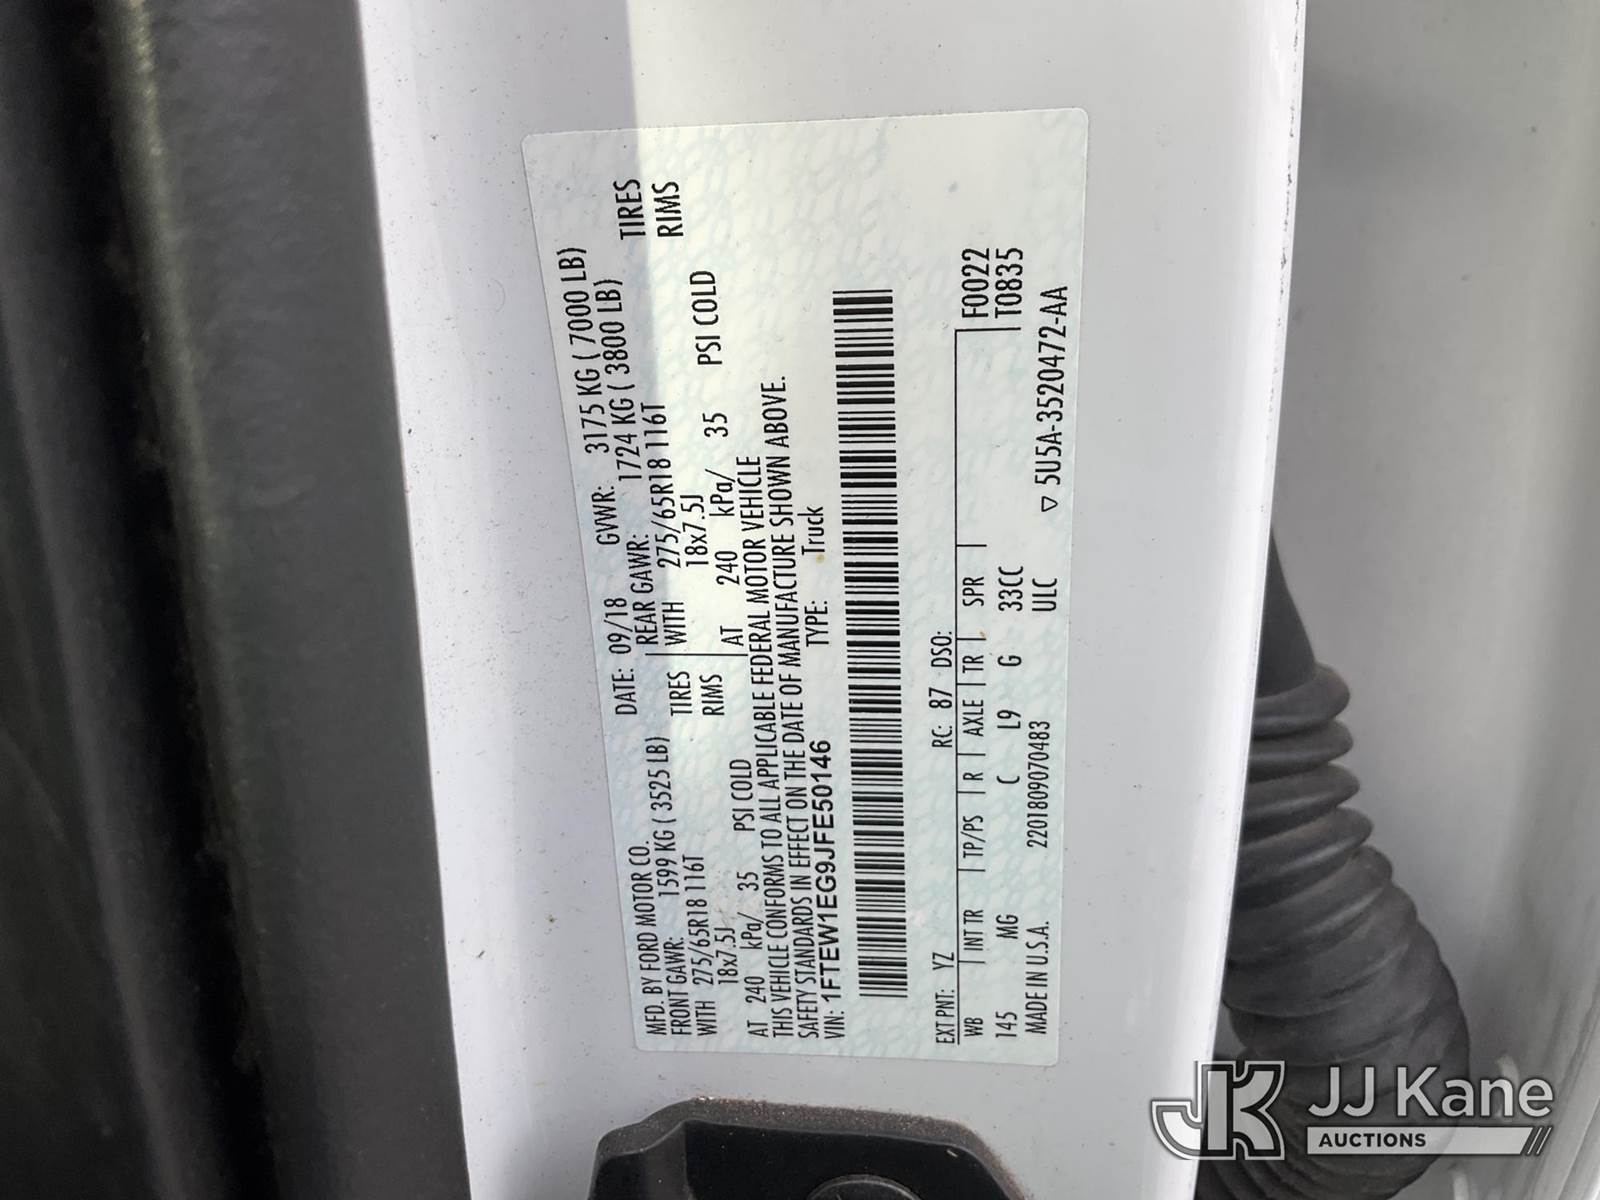 MFD. BY FORD MOTOR CO.
DATE: 09/18 GVWR: 3175 KG ( 7000 LB)
FRONT GAWR: 1599 KG ( 3525 LB) REAR GAWR: 1724 KG ( 3800 LB)
WITH 275/65R18 116T TIRES WITH 275/65R18 116T TIRES
18x7.5J RIMS 18x7.5J RIMS
AT 240 kPa/ 35 PSI COLD AT 240 kPa/ 35 PSI COLD
THIS VEHICLE CONFORMS TO ALL APPLICABLE FEDERAL MOTOR VEHICLE
SAFETY STANDARDS IN EFFECT ON THE DATE OF MANUFACTURE SHOWN ABOVE.
VIN: 1FTEW1EG9JFE50146 TYPE: Truck
EXT PNT: YZ RC: 87 DSO:
WB INT TR TP/PS R AXLE TR SPR F0022
145 MG C L9 G 33CC T0835
MADE IN U.S.A. 2201809070483 ULC ▽ 5U5A-3520472-AA
JK JJ Kane
AUCTIONS